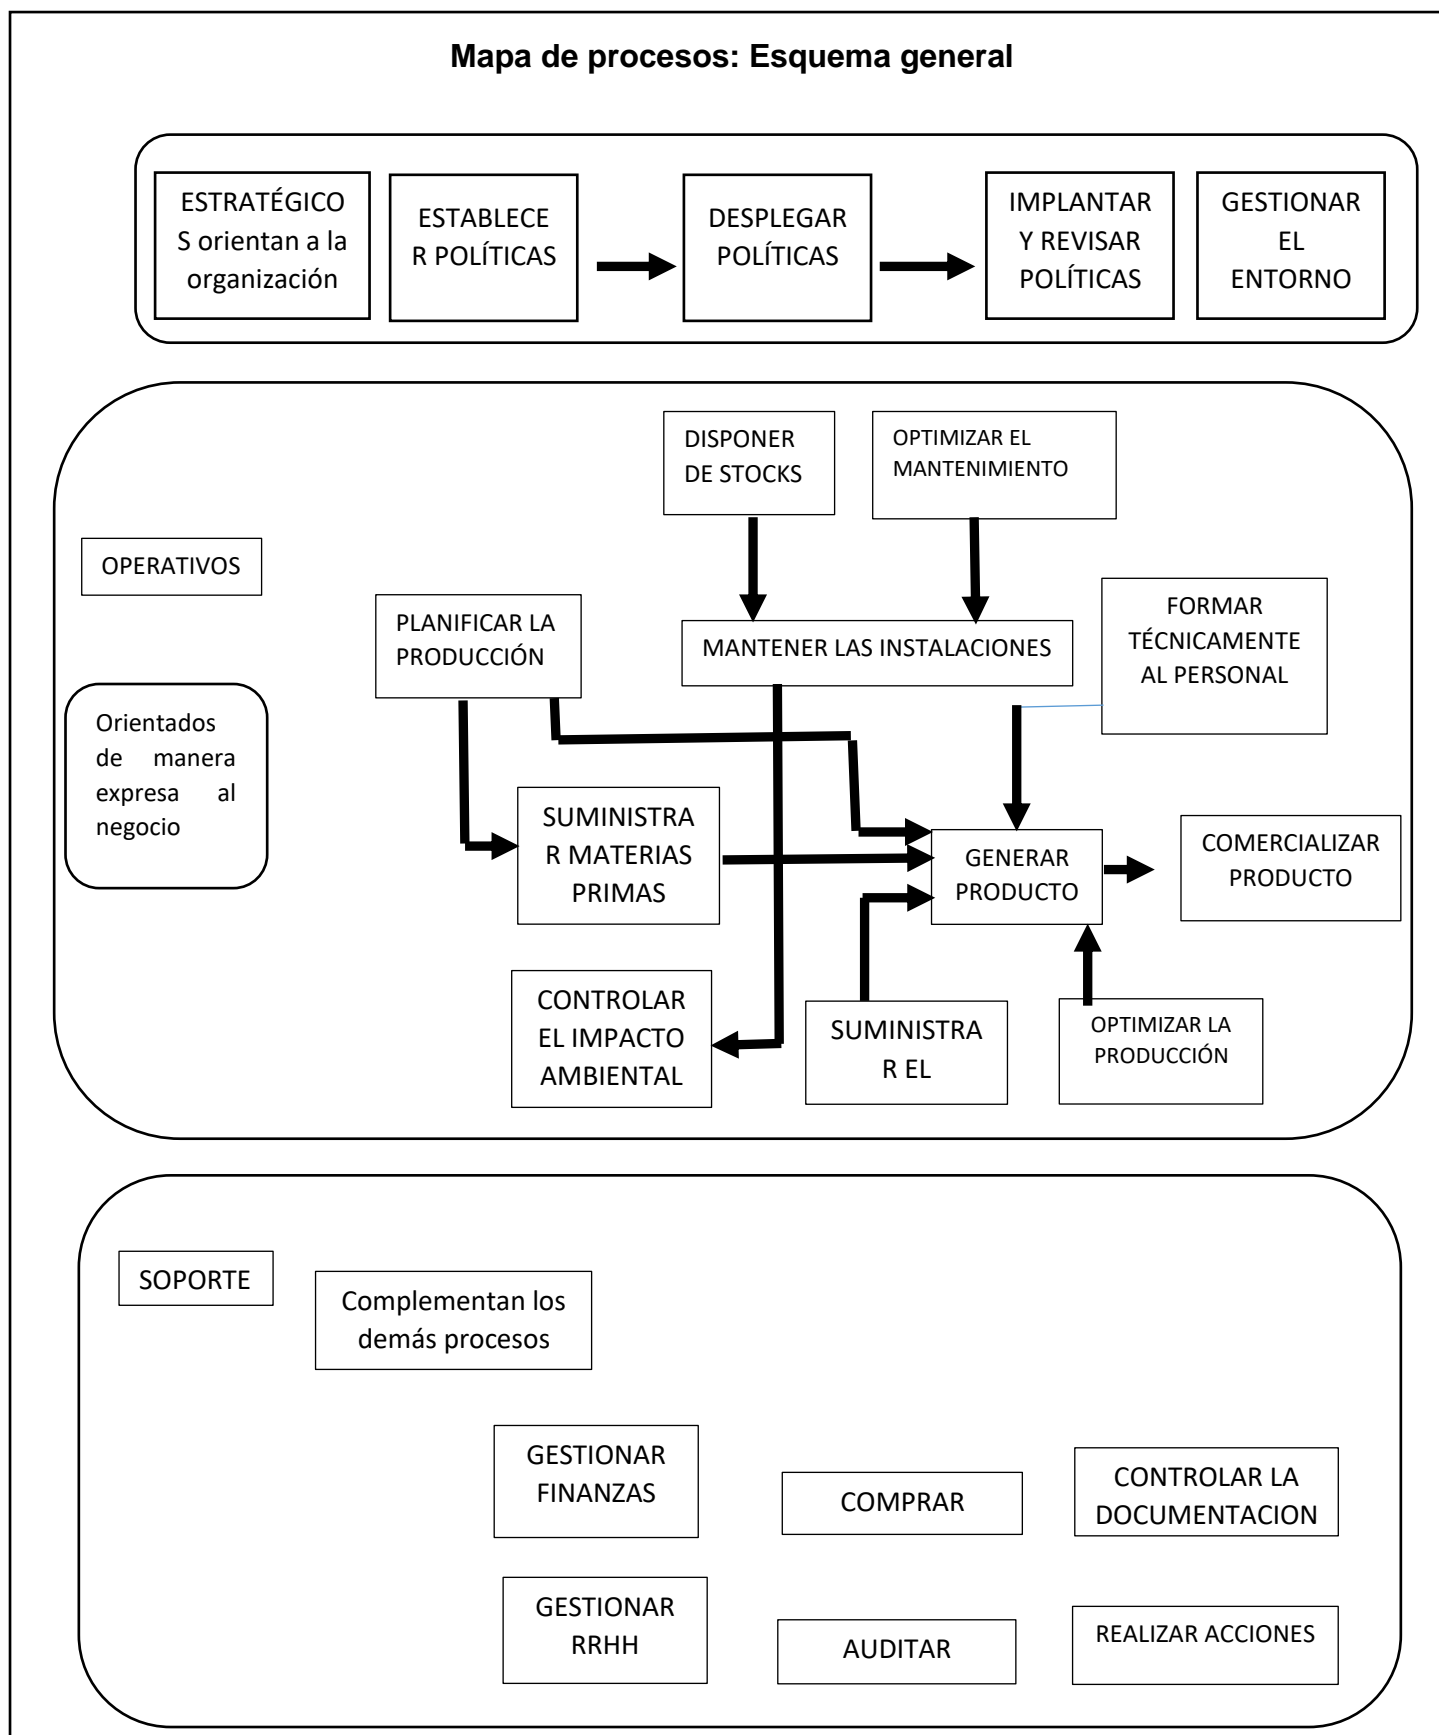 Mapa de procesos: Esquema general
ESTRATÉGICO
S orientan a la
organización
ESTABLECE
R POLÍTICAS
DESPLEGAR
POLÍTICAS
IMPLANTAR
Y REVISAR
POLÍTICAS
GESTIONAR
EL
ENTORNO
DISPONER
DE STOCKS
OPTIMIZAR EL
MANTENIMIENTO
OPERATIVOS
PLANIFICAR LA
PRODUCCIÓN
MANTENER LAS INSTALACIONES
FORMAR
TÉCNICAMENTE
AL PERSONAL
Orientados
de manera
expresa al
negocio
SUMINISTRA
R MATERIAS
PRIMAS
GENERAR
PRODUCTO
COMERCIALIZAR
PRODUCTO
CONTROLAR
EL IMPACTO
AMBIENTAL
SUMINISTRA
R EL
OPTIMIZAR LA
PRODUCCIÓN
SOPORTE
Complementan los
demás procesos
GESTIONAR
FINANZAS
COMPRAR
CONTROLAR LA
DOCUMENTACION
GESTIONAR
RRHH
AUDITAR
REALIZAR ACCIONES